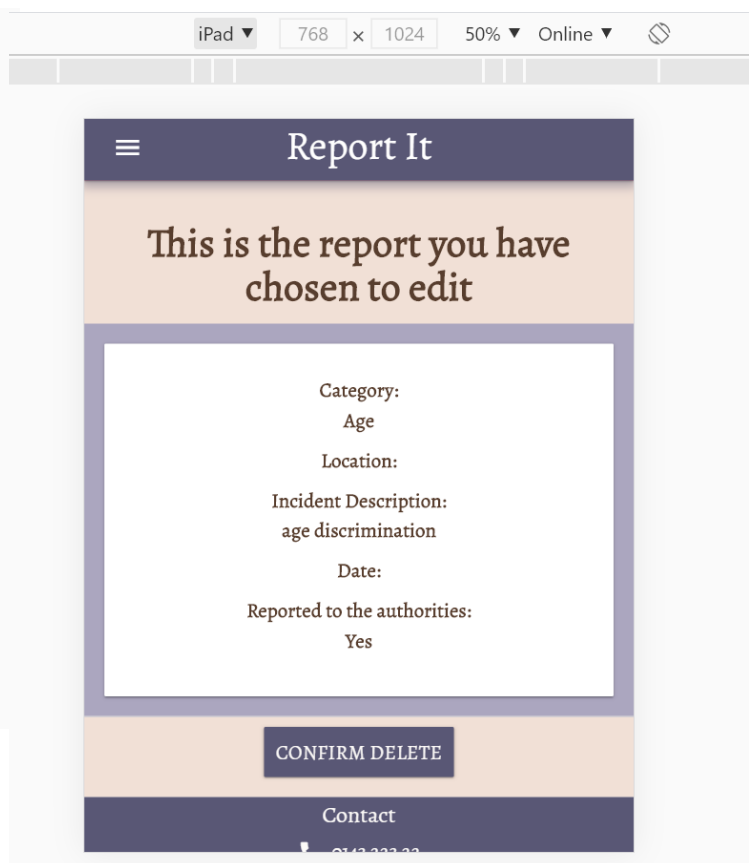 iPad ▼ 768 × 1024 50% ▼ Online ▼
Report It
This is the report you have
chosen to edit
Category:
Age
Location:
Incident Description:
age discrimination
Date:
Reported to the authorities:
Yes
CONFIRM DELETE
Contact